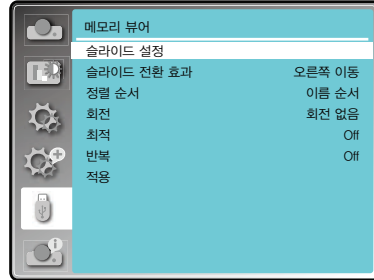 메모리 뷰어
슬라이드 설정
슬라이드 전환 효과 오른쪽 이동
정렬 순서 이름 순서
회전 회전 없음
최적 Off
반복 Off
적용